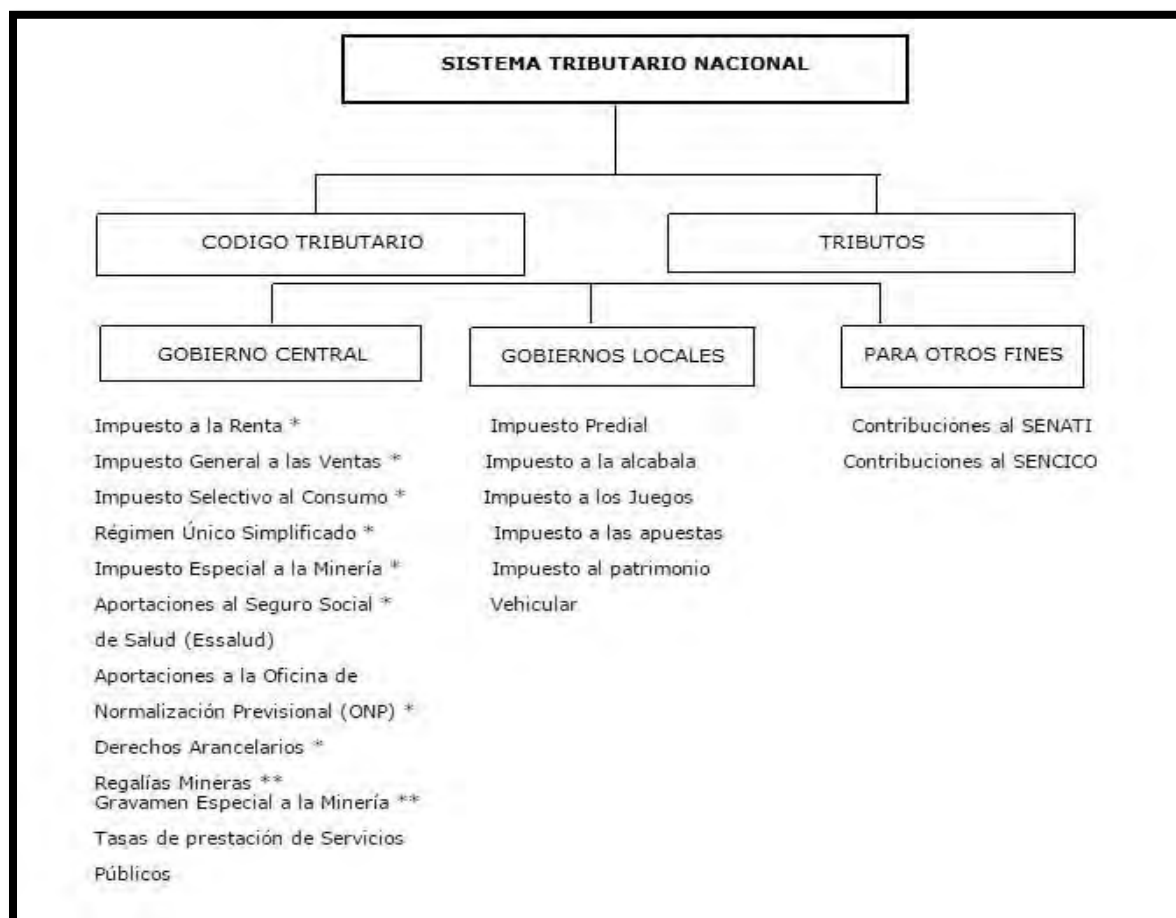 SISTEMA TRIBUTARIO NACIONAL
CODIGO TRIBUTARIO
TRIBUTOS
GOBIERNO CENTRAL
GOBIERNOS LOCALES
PARA OTROS FINES
Impuesto a la Renta *
Impuesto General a las Ventas *
Impuesto Selectivo al Consumo *
Régimen Único Simplificado *
Impuesto Especial a la Minería *
Aportaciones al Seguro Social *
de Salud (Essalud)
Aportaciones a la Oficina de
Normalización Previsional (ONP) *
Derechos Arancelarios *
Regalías Mineras **
Gravamen Especial a la Minería **
Tasas de prestación de Servicios
Públicos
Impuesto Predial
Impuesto a la alcabala
Impuesto a los Juegos
Impuesto a las apuestas
Impuesto al patrimonio
Vehicular
Contribuciones al SENATI
Contribuciones al SENCICO